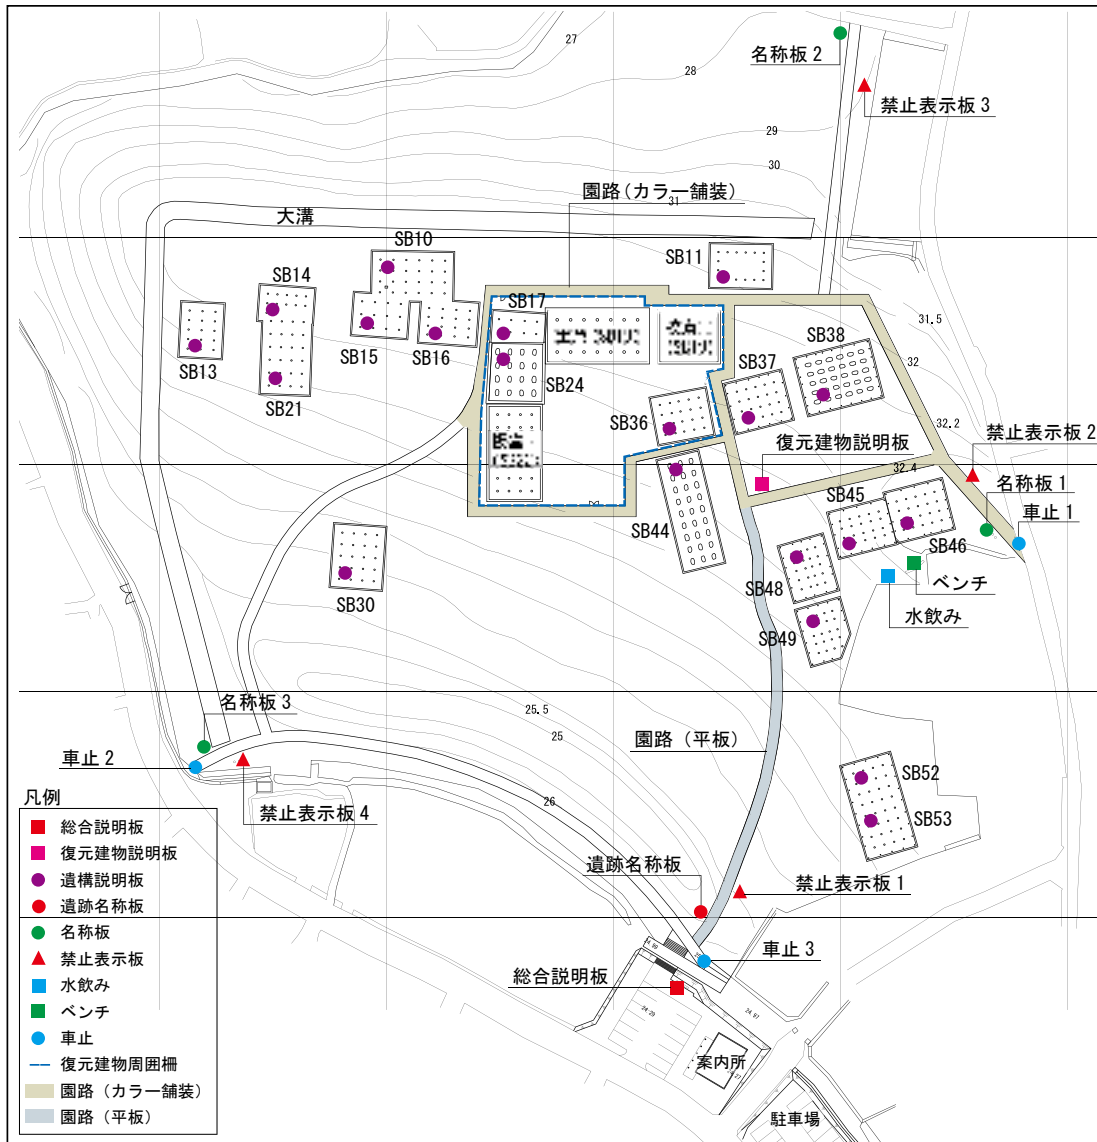 27
28
名称板 2
禁止表示板 3
29
30
園路（カラー舗装）
31
大溝
SB10
SB11
SB14
SB17
SB38
31.5
SB15
SB16
SB13
SB37
32
SB24
SB21
SB36
32.2
禁止表示板 2
復元建物説明板
32.4
名称板 1
SB45
車止 1
SB44
SB46
SB48
ベンチ
SB30
水飲み
SB49
名称板 3
25.5
25
園路（平板）
車止 2
SB52
26
禁止表示板 4
SB53
遺跡名称板
禁止表示板 1
車止 3
総合説明板
24.97
24.20
案内所
駐車場
凡例
総合説明板
復元建物説明板
遺構説明板
遺跡名称板
名称板
禁止表示板
水飲み
ベンチ
車止
復元建物周囲柵
園路（カラー舗装）
園路（平板）